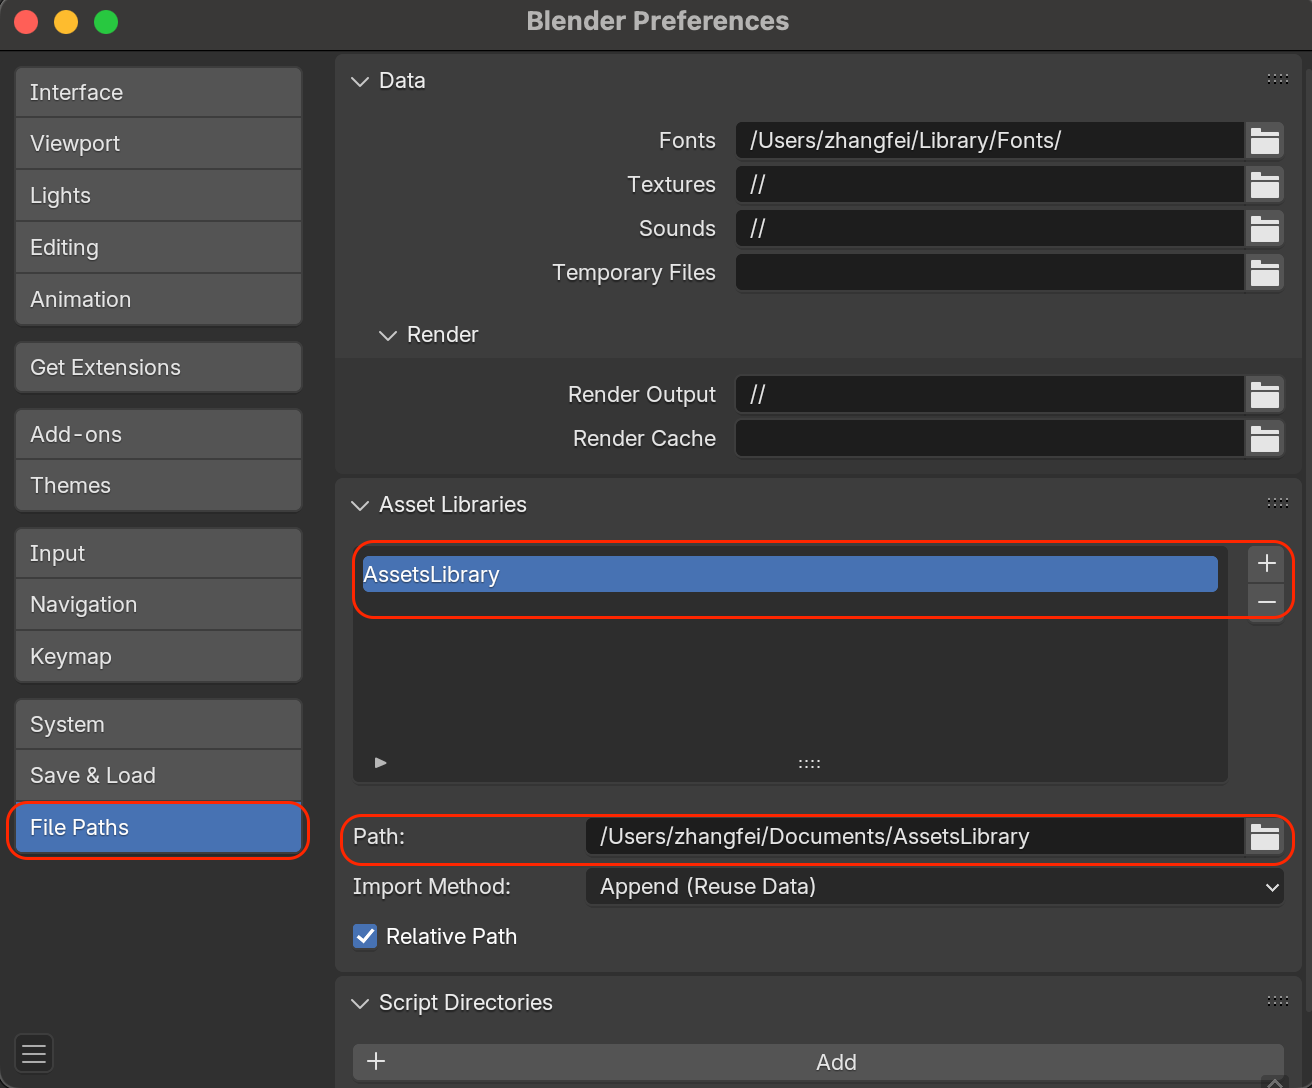 Blender Preferences
Interface
Viewport
Lights
Editing
Animation
Get Extensions
Add-ons
Themes
Input
Navigation
Keymap
System
Save & Load
File Paths
Data
Fonts /Users/zhangfei/Library/Fonts/
Textures //
Sounds //
Temporary Files
Render
Render Output //
Render Cache
Asset Libraries
AssetsLibrary
Path: /Users/zhangfei/Documents/AssetsLibrary
Import Method: Append (Reuse Data)
Relative Path
Script Directories
Add